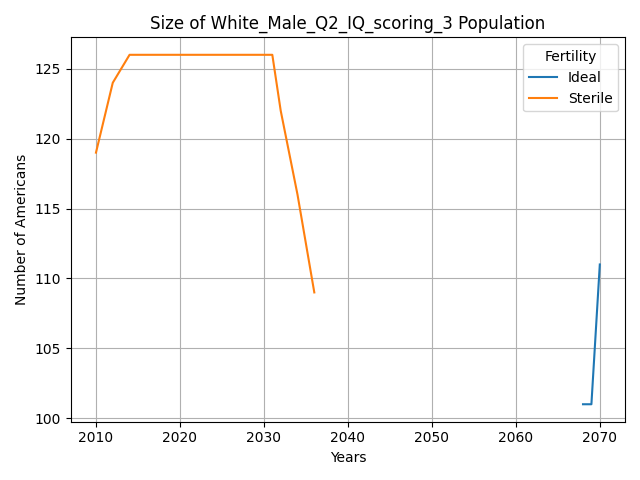 Size of White_Male_Q2_IQ_scoring_3 Population
Fertility
Ideal
Sterile
Number of Americans
125
120
115
110
105
100
2010 2020 2030 2040 2050 2060 2070
Years